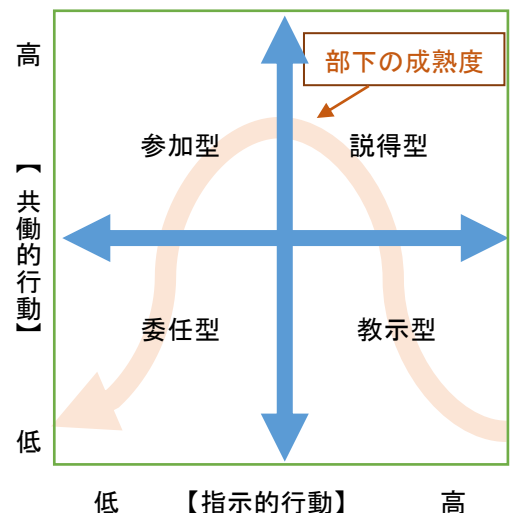 高
部下の成熟度
参加型
説得型
【共働的行動】
委任型
教示型
低
低
【指示的行動】
高